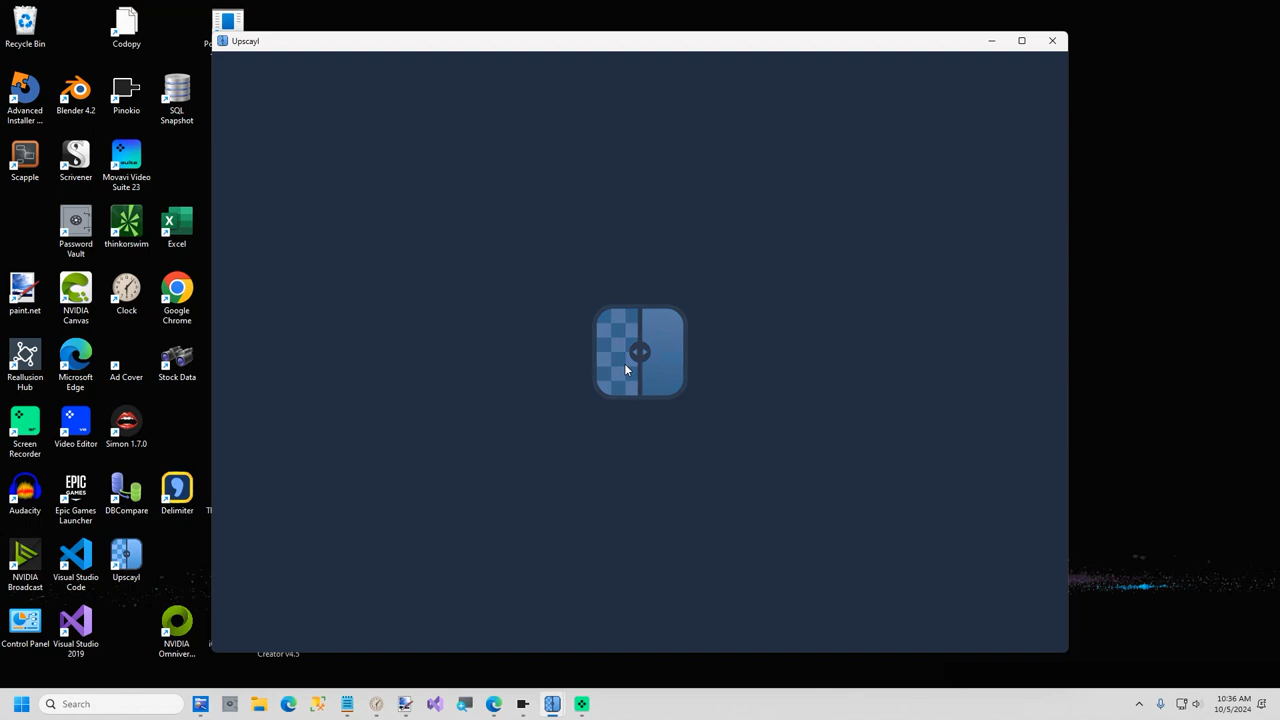 Upscayl
Recycle Bin
Codopy
Advanced
Installer ...
Blender 4.2
Pinokio
SQL
Snapshot
Scapple
Scrivener
Movavi Video
Suite 23
suite
Password
Vault
thinkorswim
Excel
paint.net
NVIDIA
Canvas
Clock
Google
Chrome
Reallusion
Hub
Microsoft
Edge
Ad Cover
Stock Data
Screen
Recorder
Video Editor
Simon 1.7.0
Audacity
EPIC
GAMES
Epic Games
Launcher
DBCompare
Delimiter
NVIDIA
Broadcast
Visual Studio
Code
Upscayl
Control Panel
Visual Studio
2019
NVIDIA
Omniver...
Creator v4.5
Search
10:36 AM
10/5/2024